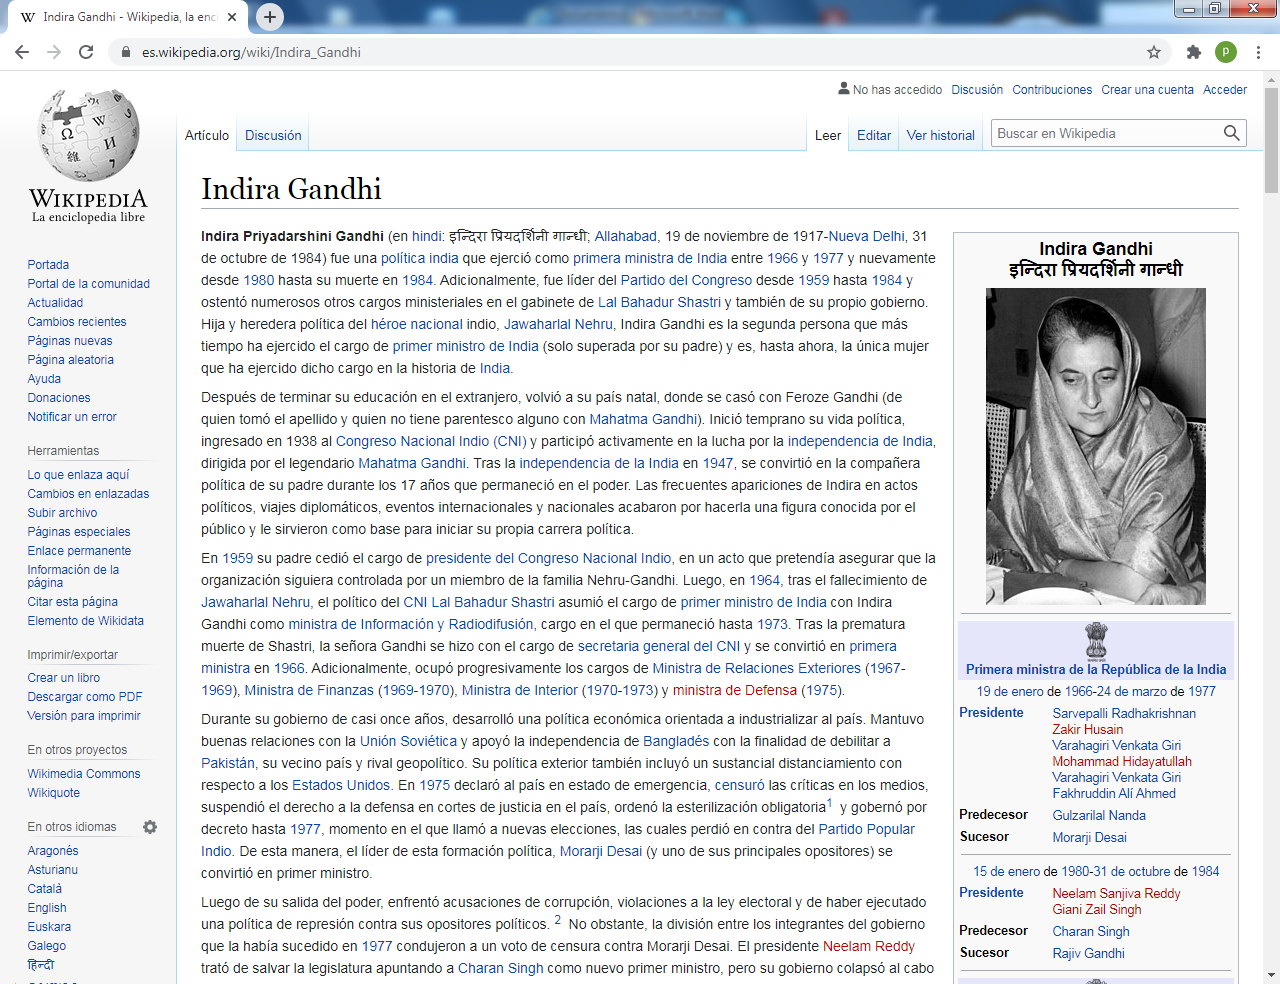 Indira Gandhi - Wikipedia, la enc
es.wikipedia.org/wiki/Indira_Gandhi
P
No has accedido Discusión Contribuciones Crear una cuenta Acceder
Artículo Discusión Leer Editar Ver historial Buscar en Wikipedia
WIKIPEDIA
La enciclopedia libre
Portada
Portal de la comunidad
Actualidad
Cambios recientes
Páginas nuevas
Página aleatoria
Ayuda
Donaciones
Notificar un error
Herramientas
Lo que enlaza aquí
Cambios en enlazadas
Subir archivo
Páginas especiales
Enlace permanente
Información de la
página
Citar esta página
Elemento de Wikidata
Imprimir/exportar
Crear un libro
Descargar como PDF
Versión para imprimir
En otros proyectos
Wikimedia Commons
Wikiquote
En otros idiomas
Aragonés
Asturianu
Català
English
Euskara
Galego
हिन्दी
Indira Gandhi
Indira Priyadarshini Gandhi (en hindi: इन्दिरा प्रियदर्शिनी गान्धी; Allahabad, 19 de noviembre de 1917-Nueva Delhi, 31
de octubre de 1984) fue una política india que ejerció como primera ministra de India entre 1966 y 1977 y nuevamente
desde 1980 hasta su muerte en 1984. Adicionalmente, fue líder del Partido del Congreso desde 1959 hasta 1984 y
ostentó numerosos otros cargos ministeriales en el gabinete de Lal Bahadur Shastri y también de su propio gobierno.
Hija y heredera política del héroe nacional indio, Jawaharlal Nehru, Indira Gandhi es la segunda persona que más
tiempo ha ejercido el cargo de primer ministro de India (solo superada por su padre) y es, hasta ahora, la única mujer
que ha ejercido dicho cargo en la historia de India.
Después de terminar su educación en el extranjero, volvió a su país natal, donde se casó con Feroze Gandhi (de
quien tomó el apellido y quien no tiene parentesco alguno con Mahatma Gandhi). Inició temprano su vida política,
ingresado en 1938 al Congreso Nacional Indio (CNI) y participó activamente en la lucha por la independencia de India,
dirigida por el legendario Mahatma Gandhi. Tras la independencia de la India en 1947, se convirtió en la compañera
política de su padre durante los 17 años que permaneció en el poder. Las frecuentes apariciones de Indira en actos
políticos, viajes diplomáticos, eventos internacionales y nacionales acabaron por hacerla una figura conocida por el
público y le sirvieron como base para iniciar su propia carrera política.
En 1959 su padre cedió el cargo de presidente del Congreso Nacional Indio, en un acto que pretendía asegurar que la
organización siguiera controlada por un miembro de la familia Nehru-Gandhi. Luego, en 1964, tras el fallecimiento de
Jawaharlal Nehru, el político del CNI Lal Bahadur Shastri asumió el cargo de primer ministro de India con Indira
Gandhi como ministra de Información y Radiodifusión, cargo en el que permaneció hasta 1973. Tras la prematura
muerte de Shastri, la señora Gandhi se hizo con el cargo de secretaria general del CNI y se convirtió en primera
ministra en 1966. Adicionalmente, ocupó progresivamente los cargos de Ministra de Relaciones Exteriores (1967-
1969), Ministra de Finanzas (1969-1970), Ministra de Interior (1970-1973) y ministra de Defensa (1975).
Durante su gobierno de casi once años, desarrolló una política económica orientada a industrializar al país. Mantuvo
buenas relaciones con la Unión Soviética y apoyó la independencia de Bangladés con la finalidad de debilitar a
Pakistán, su vecino país y rival geopolítico. Su política exterior también incluyó un sustancial distanciamiento con
respecto a los Estados Unidos. En 1975 declaró al país en estado de emergencia, censuró las críticas en los medios,
suspendió el derecho a la defensa en cortes de justicia en el país, ordenó la esterilización obligatoria1 y gobernó por
decreto hasta 1977, momento en el que llamó a nuevas elecciones, las cuales perdió en contra del Partido Popular
Indio. De esta manera, el líder de esta formación política, Morarji Desai (y uno de sus principales opositores) se
convirtió en primer ministro.
Luego de su salida del poder, enfrentó acusaciones de corrupción, violaciones a la ley electoral y de haber ejecutado
una política de represión contra sus opositores políticos. 2 No obstante, la división entre los integrantes del gobierno
que la había sucedido en 1977 condujeron a un voto de censura contra Morarji Desai. El presidente Neelam Reddy
trató de salvar la legislatura apuntando a Charan Singh como nuevo primer ministro, pero su gobierno colapsó al cabo
Indira Gandhi
इन्दिरा प्रियदर्शिनी गान्धी
Primera ministra de la República de la India
19 de enero de 1966-24 de marzo de 1977
Presidente Sarvepalli Radhakrishnan
Zakir Husain
Varahagiri Venkata Giri
Mohammad Hidayatullah
Varahagiri Venkata Giri
Fakhruddin Alí Ahmed
Predecesor Gulzarilal Nanda
Sucesor Morarji Desai
15 de enero de 1980-31 de octubre de 1984
Presidente Neelam Sanjiva Reddy
Giani Zail Singh
Predecesor Charan Singh
Sucesor Rajiv Gandhi